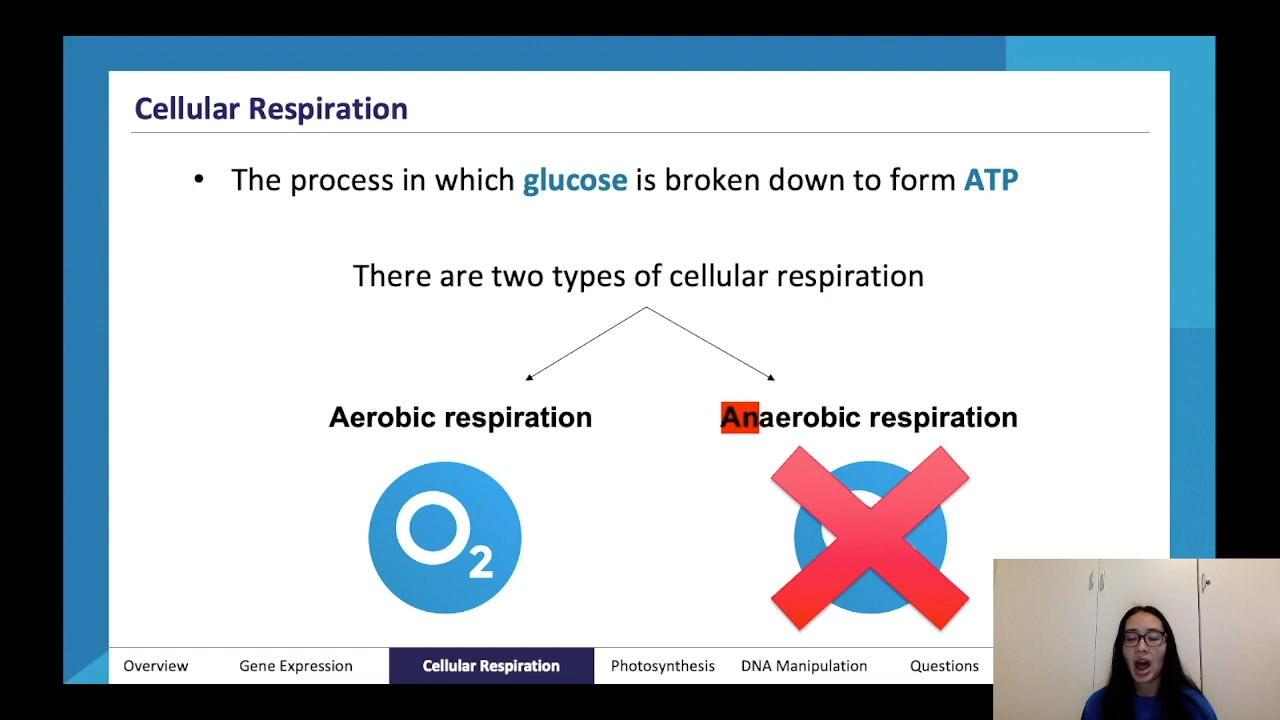 Cellular Respiration
• The process in which glucose is broken down to form ATP
There are two types of cellular respiration
Aerobic respiration
Anaerobic respiration
O2
Overview
Gene Expression
Cellular Respiration
Photosynthesis
DNA Manipulation
Questions